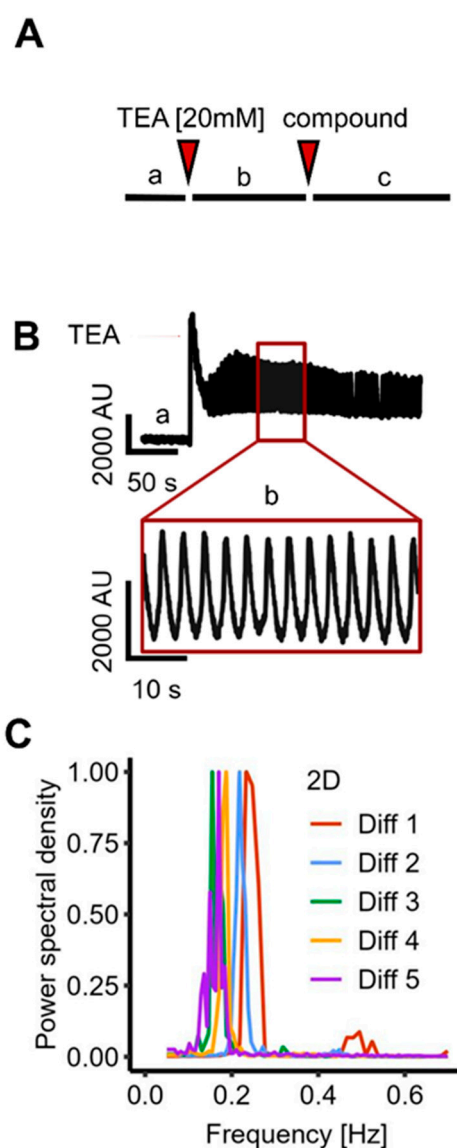 A
TEA [20mM] compound
a b c
B
TEA
a
2000 AU
50 s
b
2000 AU
10 s
C
1.00
0.75
0.50
0.25
0.00
Power spectral density
2D
Diff 1
Diff 2
Diff 3
Diff 4
Diff 5
0.0 0.2 0.4 0.6
Frequency [Hz]